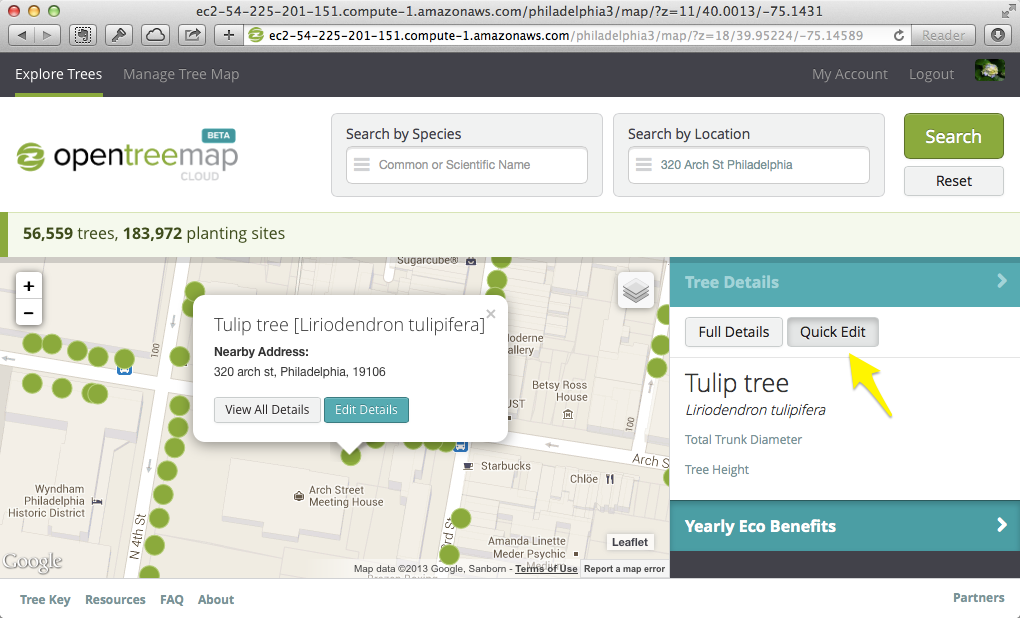 ec2-54-225-201-151.compute-1.amazonaws.com/philadelphia3/map/?z=11/40.0013/-75.1431
ec2-54-225-201-151.compute-1.amazonaws.com/philadelphia3/map/?z=18/39.95224/-75.14589
Reader
Explore Trees
Manage Tree Map
My Account
Logout
BETA
opentreemap
CLOUD
Search by Species
Common or Scientific Name
Search by Location
320 Arch St Philadelphia
Search
Reset
56,559 trees, 183,972 planting sites
+
−
Sugarcube®
100
Tulip tree [Liriodendron tulipifera]
×
Nearby Address:
320 arch st, Philadelphia, 19106
View All Details
Edit Details
Betsy Ross
House
100
Arch S
Starbucks
Chlöe
Arch Street
Meeting House
Wyndham
Philadelphia
Historic District
N 4th St
3rd St
Amanda Linette
Meder Psychic
Leaflet
Google
Map data ©2013 Google, Sanborn - Terms of Use
Report a map error
Tree Details
Full Details
Quick Edit
Tulip tree
Liriodendron tulipifera
Total Trunk Diameter
Tree Height
Yearly Eco Benefits
Tree Key
Resources
FAQ
About
Partners